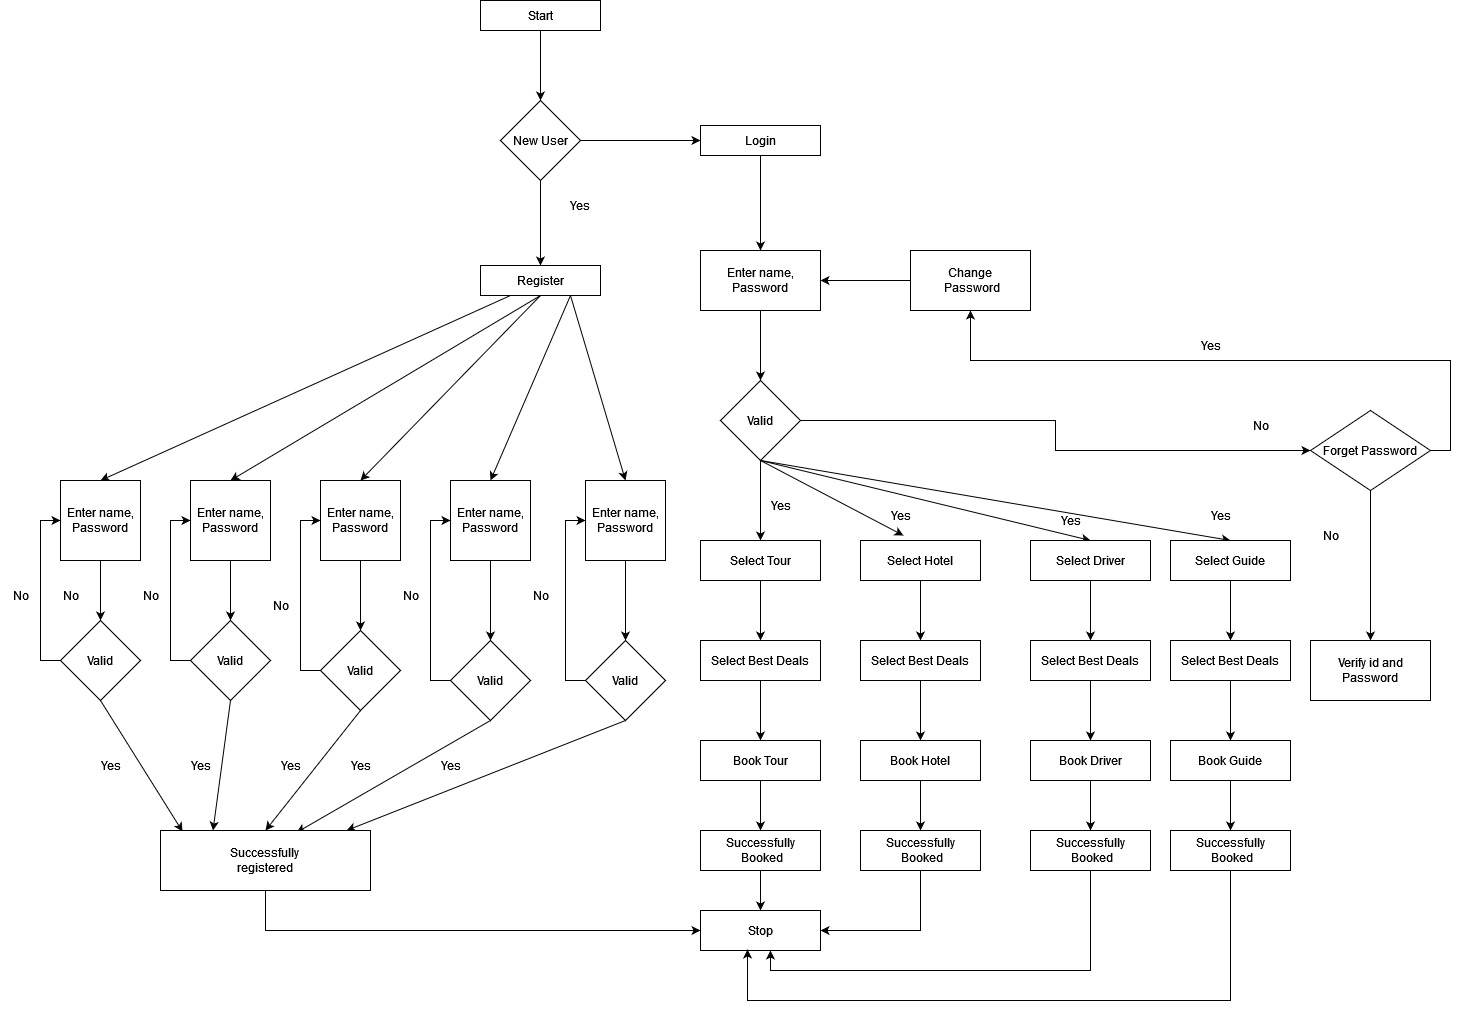 Start
New User
Login
Yes
Register
Enter name,
Password
Change
Password
Yes
Valid
No
Forget Password
Enter name,
Password
Enter name,
Password
Enter name,
Password
Enter name,
Password
Enter name,
Password
Yes
Yes
Yes
Yes
No
Select Tour
Select Hotel
Select Driver
Select Guide
No
No
No
No
No
No
Valid
Valid
Valid
Valid
Valid
Select Best Deals
Select Best Deals
Select Best Deals
Select Best Deals
Verify id and
Password
Yes
Yes
Yes
Yes
Yes
Book Tour
Book Hotel
Book Driver
Book Guide
Successfully
registered
Successfully
Booked
Successfully
Booked
Successfully
Booked
Successfully
Booked
Stop